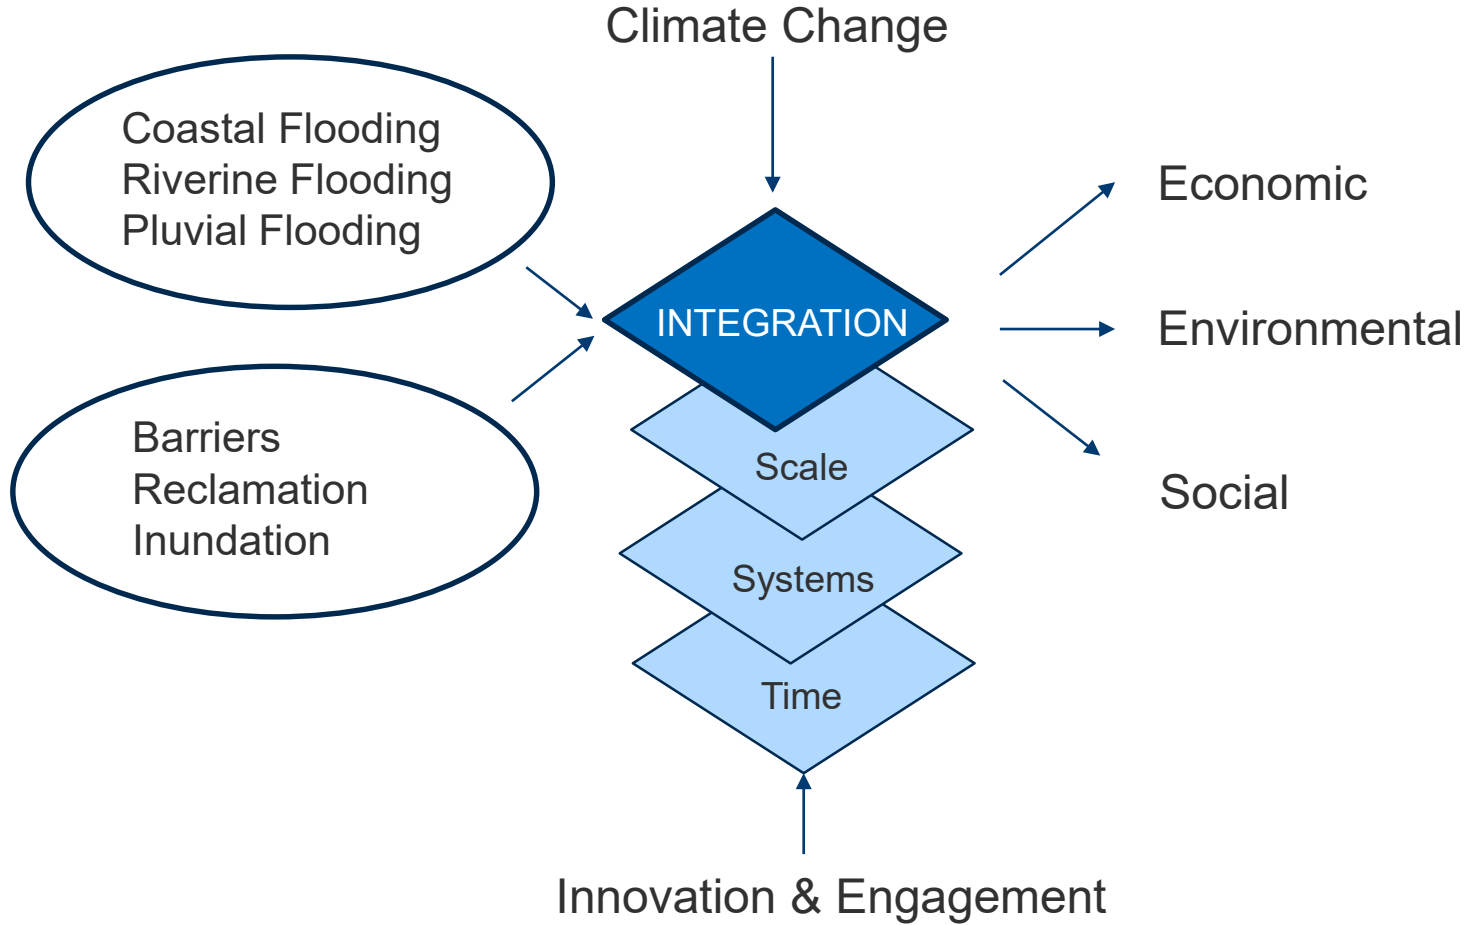 Climate Change
Coastal Flooding
Riverine Flooding
Pluvial Flooding
Barriers
Reclamation
Inundation
INTEGRATION
Scale
Systems
Time
Economic
Environmental
Social
Innovation & Engagement